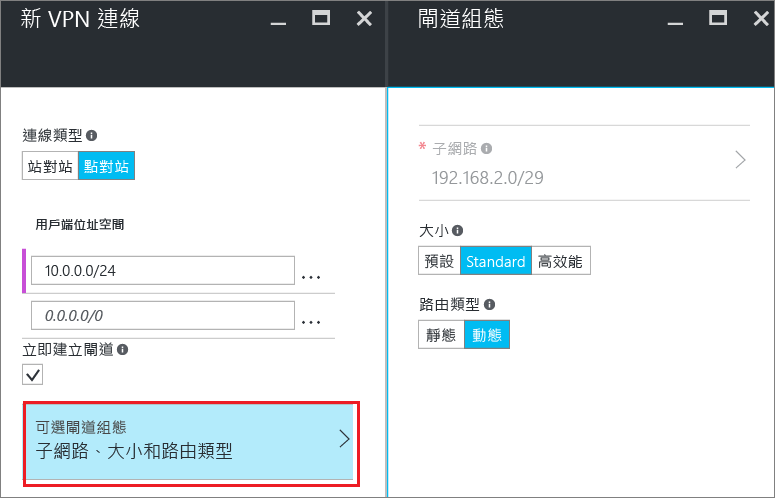 新 VPN 連線
連線類型
站對站 點對站
用戶端位址空間
10.0.0.0/24 ...
0.0.0.0/0 ...
立即建立閘道
可選閘道組態
子網路、大小和路由類型
閘道組態
* 子網路
192.168.2.0/29
大小
預設 Standard 高效能
路由類型
靜態 動態